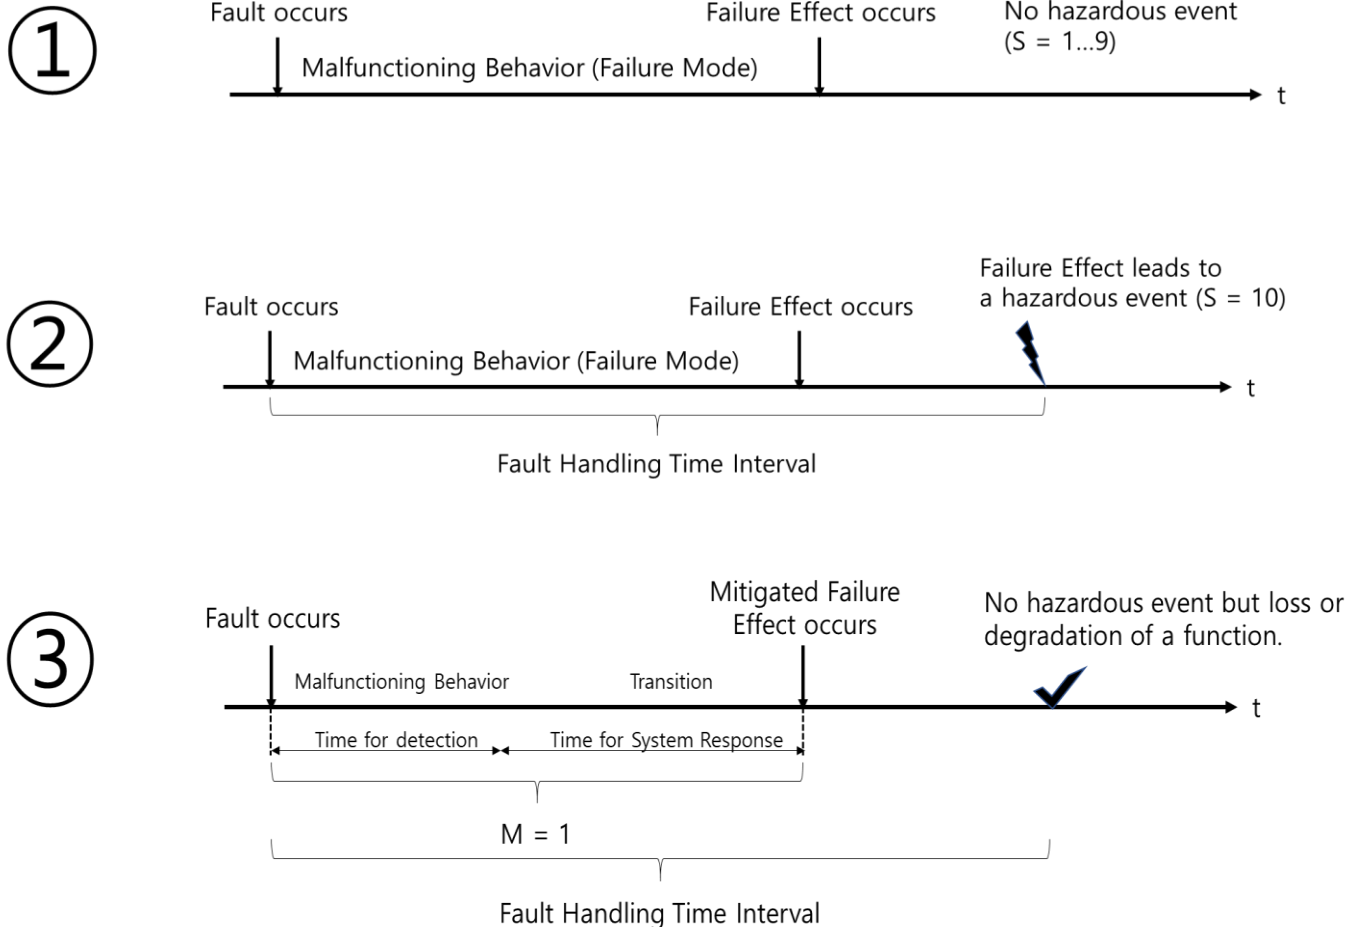 ①
Fault occurs
Failure Effect occurs
No hazardous event
(S = 1...9)
Malfunctioning Behavior (Failure Mode)
t
②
Fault occurs
Failure Effect occurs
Failure Effect leads to
a hazardous event (S = 10)
Malfunctioning Behavior (Failure Mode)
t
Fault Handling Time Interval
③
Fault occurs
Mitigated Failure
Effect occurs
No hazardous event but loss or
degradation of a function.
Malfunctioning Behavior
Transition
t
Time for detection
Time for System Response
M = 1
Fault Handling Time Interval